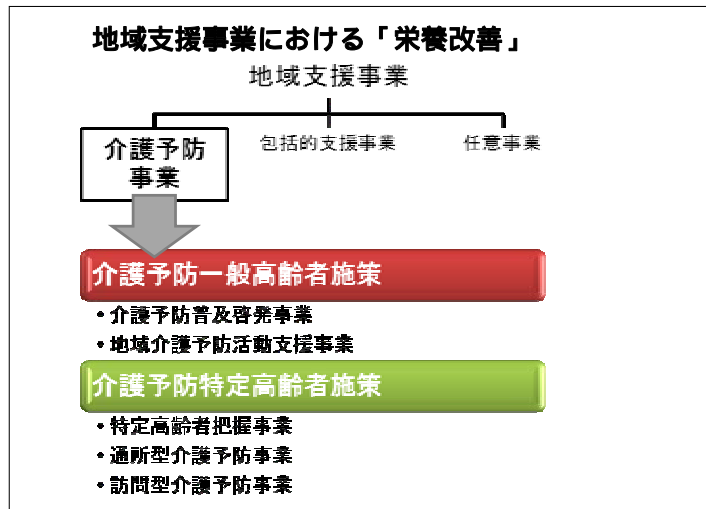 地域支援事業における「栄養改善」
地域支援事業
介護予防
事業
包括的支援事業
任意事業
介護予防一般高齢者施策
・介護予防普及啓発事業
・地域介護予防活動支援事業
介護予防特定高齢者施策
・特定高齢者把握事業
・通所型介護予防事業
・訪問型介護予防事業